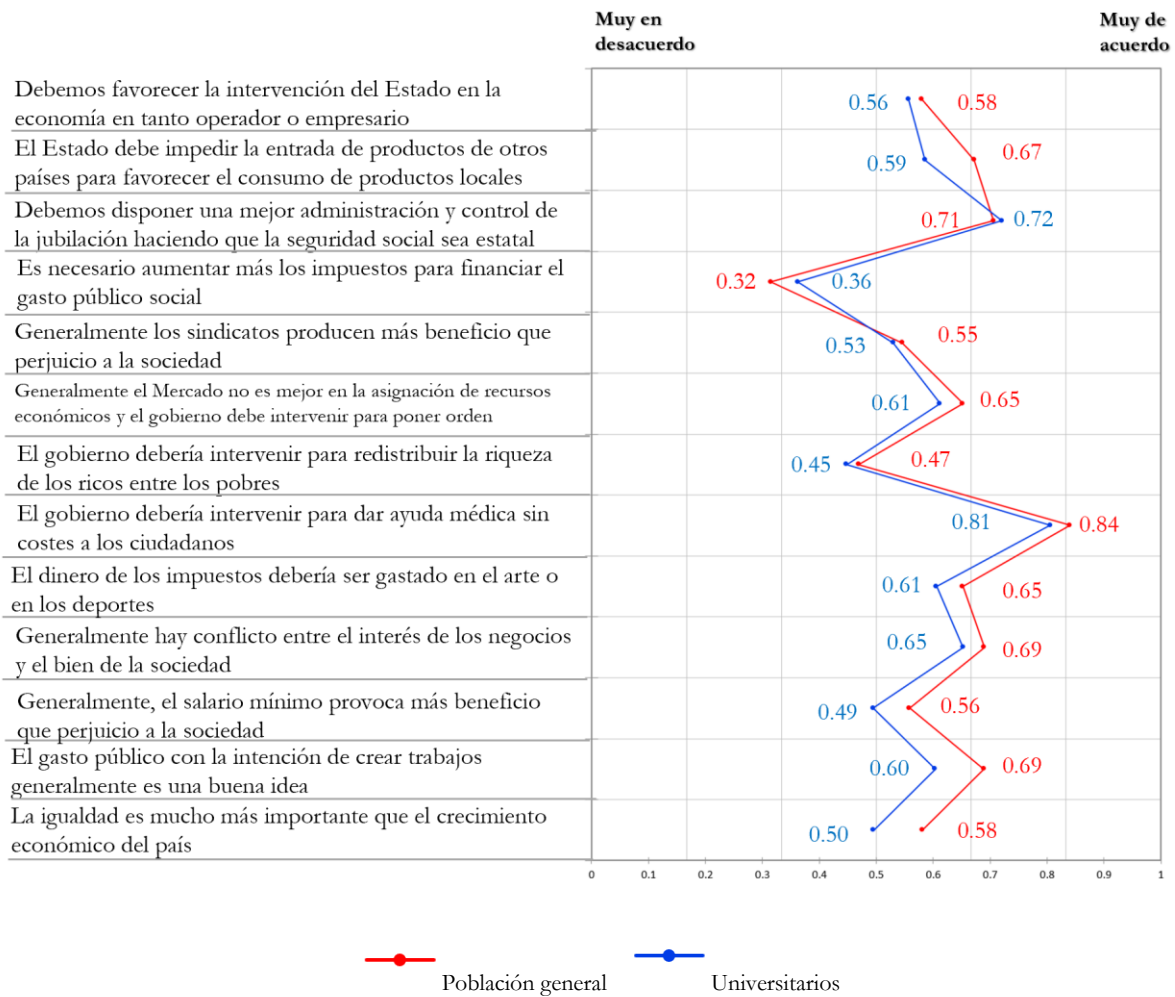 Muy en
desacuerdo
Muy de
acuerdo
Debemos favorecer la intervención del Estado en la
economía en tanto operador o empresario
0.56
0.58
El Estado debe impedir la entrada de productos de otros
países para favorecer el consumo de productos locales
0.59
0.67
Debemos disponer una mejor administración y control de
la jubilación haciendo que la seguridad social sea estatal
0.71
0.72
Es necesario aumentar más los impuestos para financiar el
gasto público social
0.32
0.36
Generalmente los sindicatos producen más beneficio que
perjuicio a la sociedad
0.53
0.55
Generalmente el Mercado no es mejor en la asignación de recursos
económicos y el gobierno debe intervenir para poner orden
0.61
0.65
El gobierno debería intervenir para redistribuir la riqueza
de los ricos entre los pobres
0.45
0.47
El gobierno debería intervenir para dar ayuda médica sin
costes a los ciudadanos
0.81
0.84
El dinero de los impuestos debería ser gastado en el arte o
en los deportes
0.61
0.65
Generalmente hay conflicto entre el interés de los negocios
y el bien de la sociedad
0.65
0.69
Generalmente, el salario mínimo provoca más beneficio
que perjuicio a la sociedad
0.49
0.56
El gasto público con la intención de crear trabajos
generalmente es una buena idea
0.60
0.69
La igualdad es mucho más importante que el crecimiento
económico del país
0.50
0.58
0 0.1 0.2 0.3 0.4 0.5 0.6 0.7 0.8 0.9 1
Población general
Universitarios